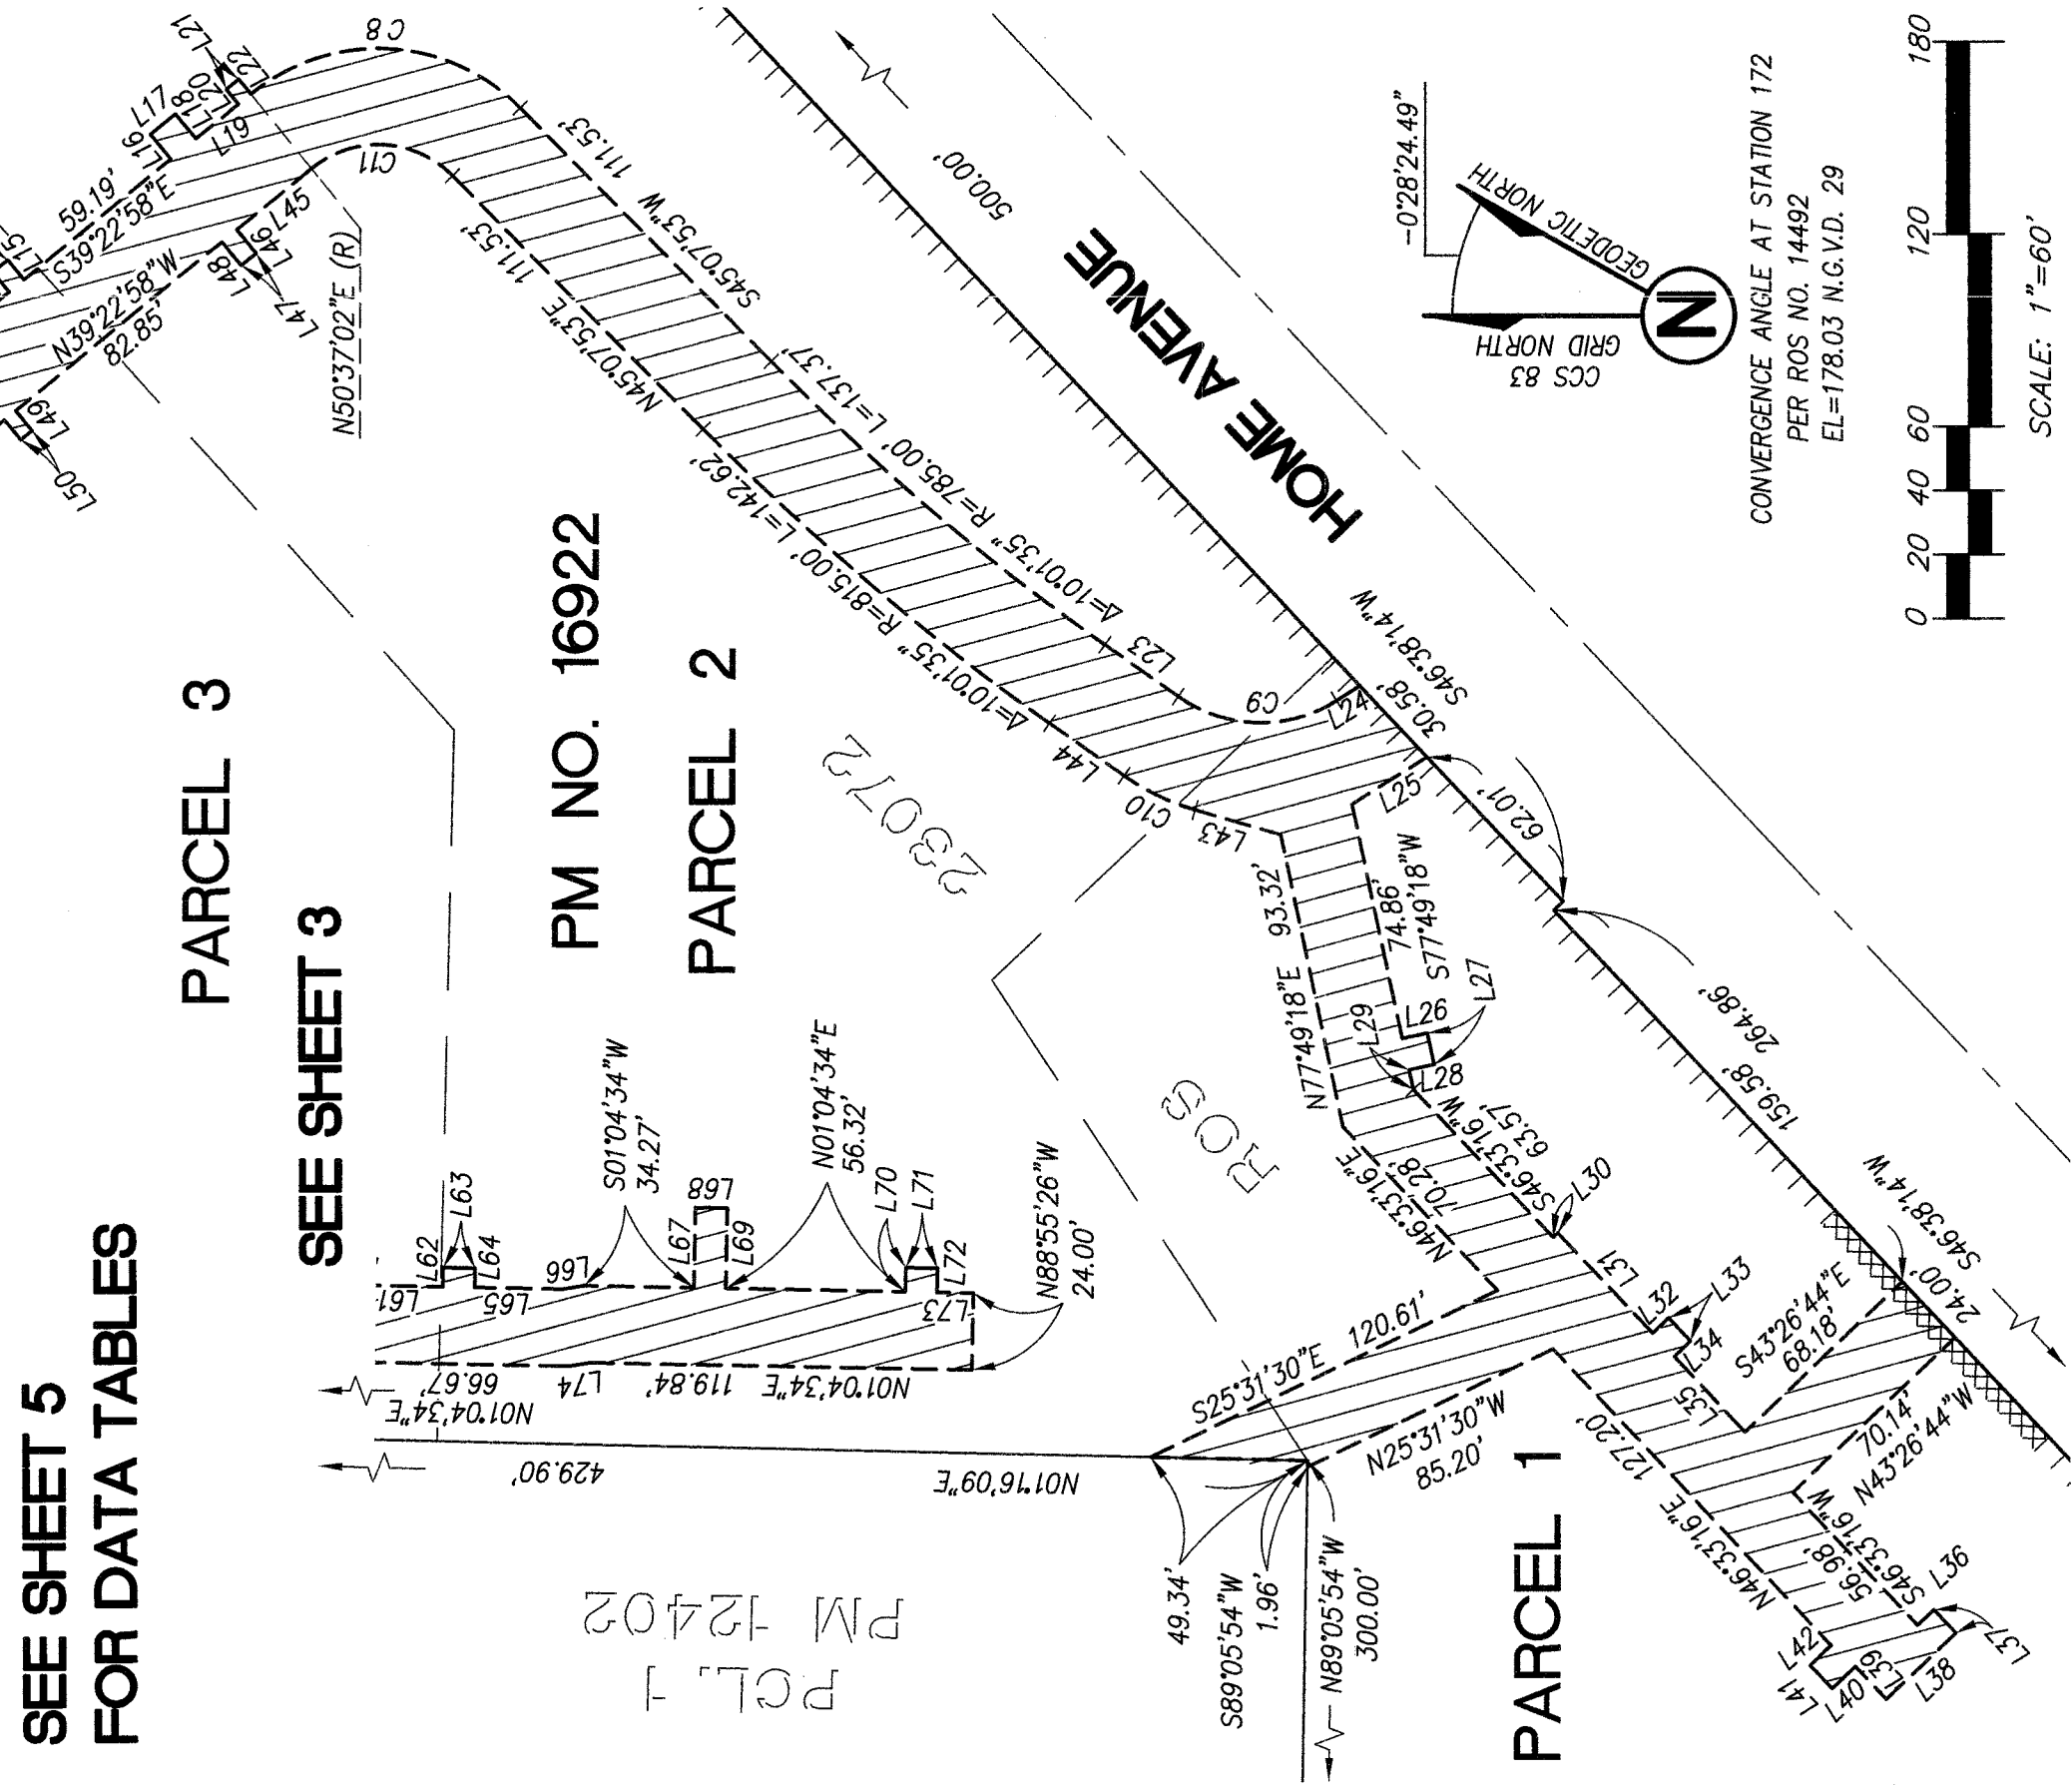 SEE SHEET 5
FOR DATA TABLES
SEE SHEET 3
PARCEL 3
PM NO. 16922
PARCEL 2
23072
ROS
PARCEL 1
PCL. 1
PM 12402
HOME AVENUE
500.00'
L15
59.19'
S39°22'58"E
L16
L17
L18
L19
L20
L21
L22
C8
C11
N39°22'58"W
82.85'
L45
L46
L47
L48
L49
L50
N50°37'02"E (R)
111.53'
S45°07'53"W
N45°07'53"E
111.53'
Δ=10°01'35" R=785.00' L=137.37'
Δ=10°01'35" R=815.00' L=142.62'
L23
C9
L24
L44
C10
L43
L25
30.58'
S46°38'14"W
62.01'
264.86'
159.58'
S46°38'14"W
24.00'
N77°49'18"E
93.32'
74.86'
S77°49'18"W
L26
L27
L28
L29
S46°33'16"W
63.57'
N46°33'16"E
70.28'
L30
L31
L32
L33
L34
L35
S43°26'44"E
68.18'
70.14'
N43°26'44"W
S25°31'30"E
120.61'
N25°31'30"W
85.20'
127.20'
N46°33'16"E
S46°33'16"W
56.98'
L36
L37
L38
L39
L40
L41
L42
L61
L62
L63
L64
L65
L66
L67
L68
L69
L70
L71
L72
L73
L74
S01°04'34"W
34.27'
N01°04'34"E
56.32'
N88°55'26"W
24.00'
N01°04'34"E
66.67'
N01°04'34"E
119.84'
429.90'
N01°16'09"E
49.34'
S89°05'54"W
1.96'
N89°05'54"W
300.00'
-0°28'24.49"
CCS 83
GRID NORTH
GEODETIC NORTH
N
CONVERGENCE ANGLE AT STATION 172
PER ROS NO. 14492
EL=178.03 N.G.V.D. 29
0 20 40 60 120 180
SCALE: 1"=60'